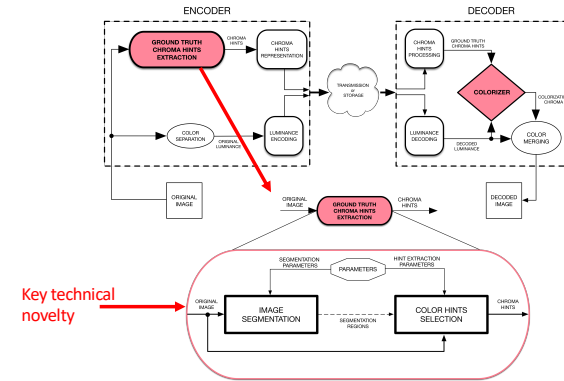 ENCODER
DECODER
GROUND TRUTH
CHROMA HINTS
EXTRACTION
CHROMA
HINTS
CHROMA
HINTS
REPRESENTATION
TRANSMISSION
or
STORAGE
CHROMA
HINTS
PROCESSING
GROUND TRUTH
CHROMA HINTS
COLORIZER
COLORIZATION
CHROMA
COLOR
SEPARATION
ORIGINAL
LUMINANCE
LUMINANCE
ENCODING
LUMINANCE
DECODING
DECODED
LUMINANCE
COLOR
MERGING
ORIGINAL
IMAGE
DECODED
IMAGE
ORIGINAL
IMAGE
GROUND TRUTH
CHROMA HINTS
EXTRACTION
CHROMA
HINTS
SEGMENTATION
PARAMETERS
PARAMETERS
HINT EXTRACTION
PARAMETERS
Key technical
novelty
ORIGINAL
IMAGE
IMAGE
SEGMENTATION
SEGMENTATION
REGIONS
COLOR HINTS
SELECTION
CHROMA
HINTS